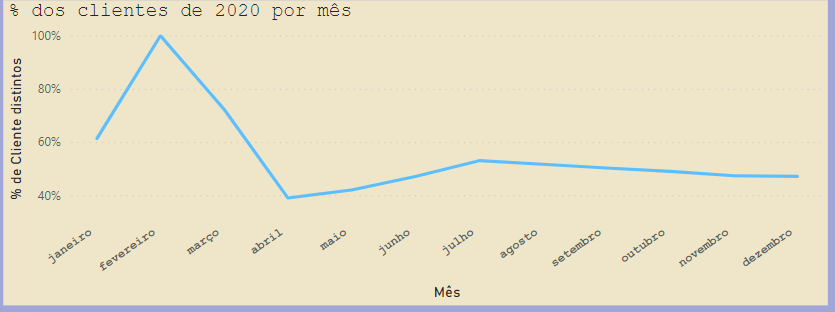 % dos clientes de 2020 por mês
% de Cliente distintos
100%
80%
60%
40%
janeiro
fevereiro
março
abril
maio
junho
julho
agosto
setembro
outubro
novembro
dezembro
Mês